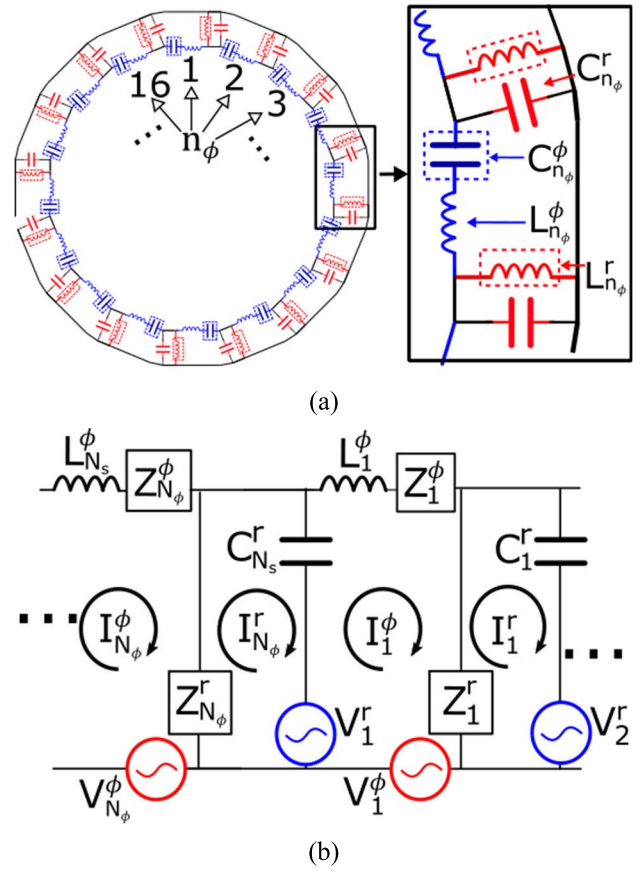 16 1 2 3
n_ϕ
C^r_{n_ϕ}
C^ϕ_{n_ϕ}
L^ϕ_{n_ϕ}
L^r_{n_ϕ}
(a)
L^ϕ_{N_s} Z^ϕ_{N_ϕ} L^ϕ_1 Z^ϕ_1
C^r_{N_s} C^r_1
I^ϕ_{N_ϕ} I^r_{N_ϕ} I^ϕ_1 I^r_1
Z^r_{N_ϕ} V^r_1 Z^r_1 V^r_2
V^ϕ_{N_ϕ} V^ϕ_1
(b)